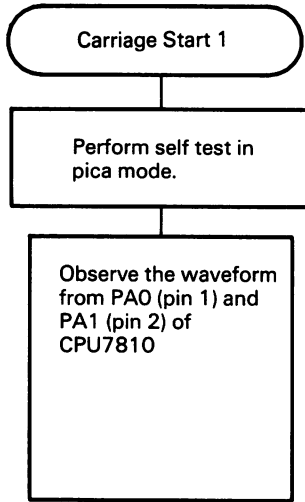 Carriage Start 1
Perform self test in
pica mode.
Observe the waveform
from PA0 (pin 1) and
PA1 (pin 2) of
CPU7810